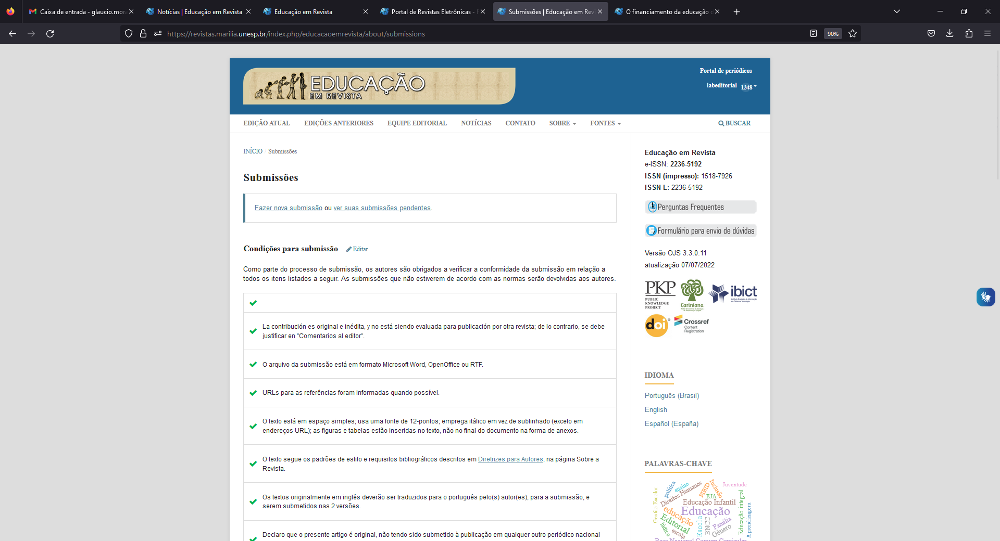 Caixa de entrada - glaucio.mor
Notícias | Educação em Revista
Educação em Revista
Portal de Revistas Eletrônicas -
Submissões | Educação em Rev
O financiamento da educação
https://revistas.marilia.unesp.br/index.php/educacaoemrevista/about/submissions
90%
EDUCAÇÃO
EM REVISTA
Portal de periódicos
labeditorial 1348
EDIÇÃO ATUAL EDIÇÕES ANTERIORES EQUIPE EDITORIAL NOTÍCIAS CONTATO SOBRE FONTES BUSCAR
INÍCIO / Submissões
Submissões
Fazer nova submissão ou ver suas submissões pendentes.
Condições para submissão Editar
Como parte do processo de submissão, os autores são obrigados a verificar a conformidade da submissão em relação a
todos os itens listados a seguir. As submissões que não estiverem de acordo com as normas serão devolvidas aos autores.
La contribución es original e inédita, y no está siendo evaluada para publicación por otra revista; de lo contrario, se debe
justificar en "Comentarios al editor".
O arquivo da submissão está em formato Microsoft Word, OpenOffice ou RTF.
URLs para as referências foram informadas quando possível.
O texto está em espaço simples; usa uma fonte de 12-pontos; emprega itálico em vez de sublinhado (exceto em
endereços URL); as figuras e tabelas estão inseridas no texto, não no final do documento na forma de anexos.
O texto segue os padrões de estilo e requisitos bibliográficos descritos em Diretrizes para Autores, na página Sobre a
Revista.
Os textos originalmente em inglês deverão ser traduzidos para o português pelo(s) autor(es), para a submissão, e
serem submetidos nas 2 versões.
Declaro que o presente artigo é original, não tendo sido submetido à publicação em qualquer outro periódico nacional
Educação em Revista
e-ISSN: 2236-5192
ISSN (impresso): 1518-7926
ISSN L: 2236-5192
Perguntas Frequentes
Formulário para envio de dúvidas
Versão OJS 3.3.0.11
atualização 07/07/2022
PKP
PUBLIC
KNOWLEDGE
PROJECT
Cariniana
ibict
doi
Crossref
Content
Registration
IDIOMA
Português (Brasil)
English
Español (España)
PALAVRAS-CHAVE
Gestão Escolar
política
ensino
Direitos Humanos
PIBID
Inclusão
Juventude
EJA
Educação Infantil
Educação
educação
Editorial
lúdico
escola
Escola
BNCC
Família
Gênero
Educação integral
Aprendizagem
Base Nacional Comum Curricular